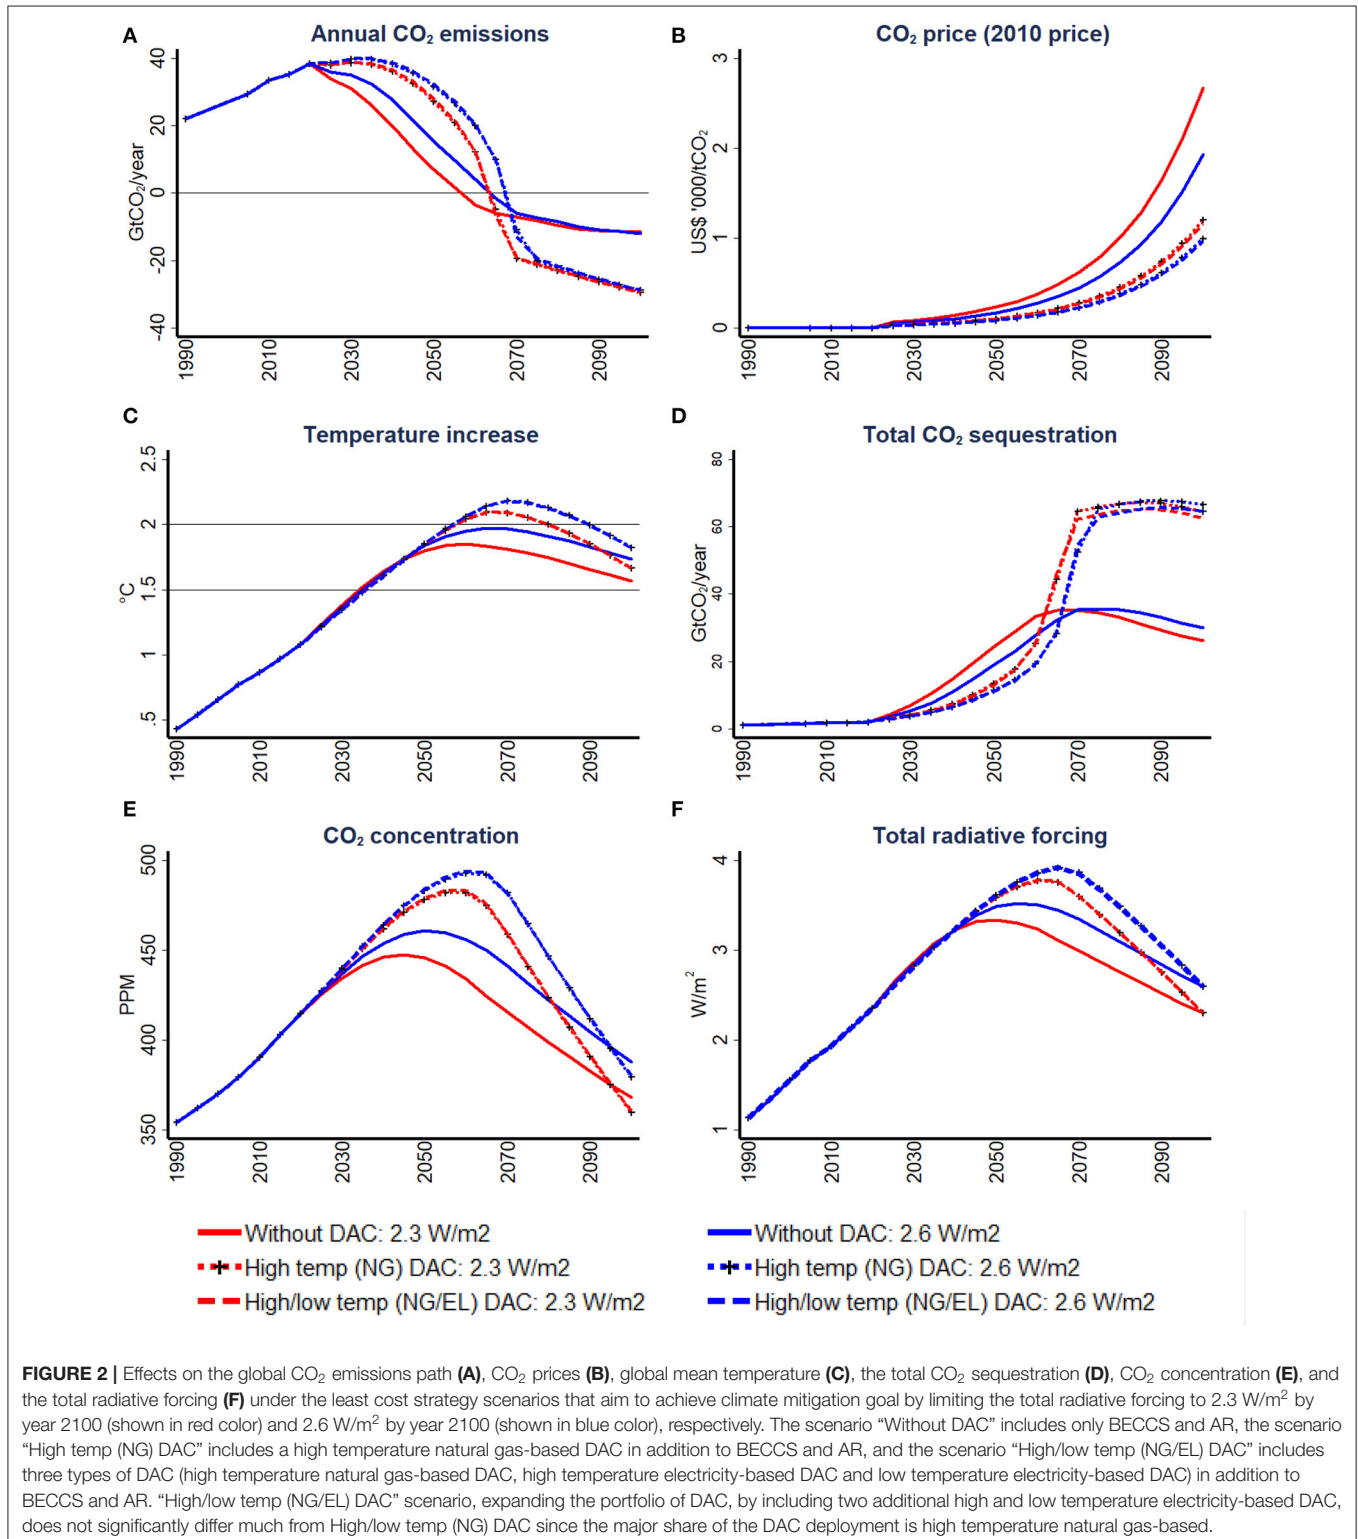 A
Annual CO₂ emissions
GtCO₂/year
40
20
0
-20
-40
1990
2010
2030
2050
2070
2090
B
CO₂ price (2010 price)
US$ '000/tCO₂
3
2
1
0
1990
2010
2030
2050
2070
2090
C
Temperature increase
°C
2.5
2
1.5
1
.5
1990
2010
2030
2050
2070
2090
D
Total CO₂ sequestration
GtCO₂/year
80
60
40
20
0
1990
2010
2030
2050
2070
2090
E
CO₂ concentration
PPM
500
450
400
350
1990
2010
2030
2050
2070
2090
F
Total radiative forcing
W/m²
4
3
2
1
1990
2010
2030
2050
2070
2090
Without DAC: 2.3 W/m2
High temp (NG) DAC: 2.3 W/m2
High/low temp (NG/EL) DAC: 2.3 W/m2
Without DAC: 2.6 W/m2
High temp (NG) DAC: 2.6 W/m2
High/low temp (NG/EL) DAC: 2.6 W/m2
FIGURE 2 | Effects on the global CO₂ emissions path (A), CO₂ prices (B), global mean temperature (C), the total CO₂ sequestration (D), CO₂ concentration (E), and
the total radiative forcing (F) under the least cost strategy scenarios that aim to achieve climate mitigation goal by limiting the total radiative forcing to 2.3 W/m² by
year 2100 (shown in red color) and 2.6 W/m² by year 2100 (shown in blue color), respectively. The scenario “Without DAC” includes only BECCS and AR, the scenario
“High temp (NG) DAC” includes a high temperature natural gas-based DAC in addition to BECCS and AR, and the scenario “High/low temp (NG/EL) DAC” includes
three types of DAC (high temperature natural gas-based DAC, high temperature electricity-based DAC and low temperature electricity-based DAC) in addition to
BECCS and AR. “High/low temp (NG/EL) DAC” scenario, expanding the portfolio of DAC, by including two additional high and low temperature electricity-based DAC,
does not significantly differ much from High/low temp (NG) DAC since the major share of the DAC deployment is high temperature natural gas-based.